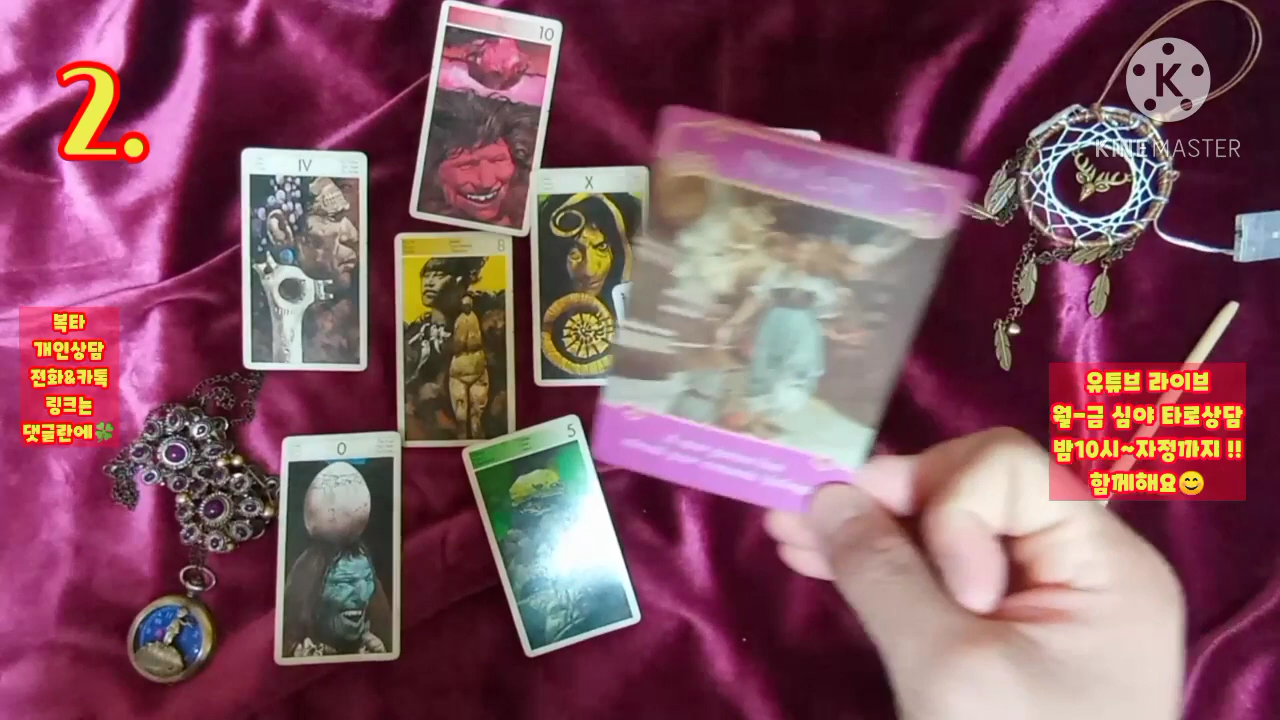 2.
10
IV
X
8
0
5
K
KINEMASTER
복타
개인상담
전화&카톡
링크는
댓글란에🍀
유튜브 라이브
월-금 심야 타로상담
밤10시~자정까지 !!
함께해요😊